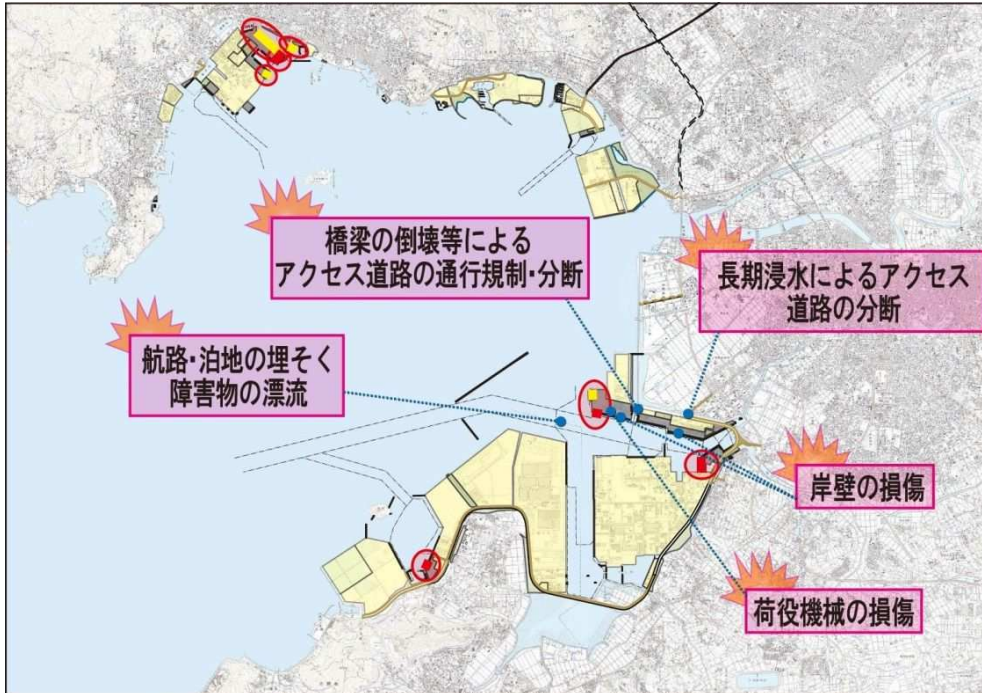 橋梁の倒壊等による
アクセス道路の通行規制・分断
長期浸水によるアクセス
道路の分断
航路・泊地の埋そく
障害物の漂流
岸壁の損傷
荷役機械の損傷